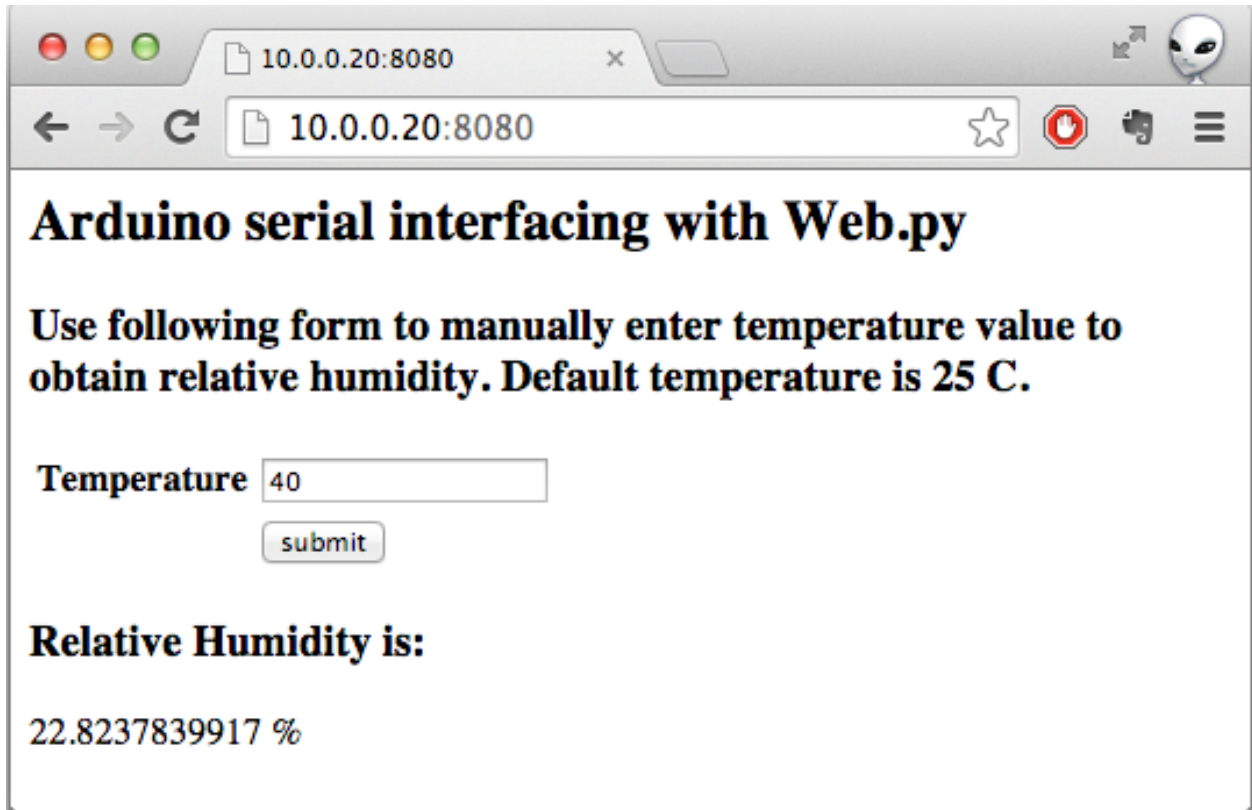 10.0.0.20:8080
10.0.0.20:8080
Arduino serial interfacing with Web.py
Use following form to manually enter temperature value to
obtain relative humidity. Default temperature is 25 C.
Temperature 40
submit
Relative Humidity is:
22.8237839917 %